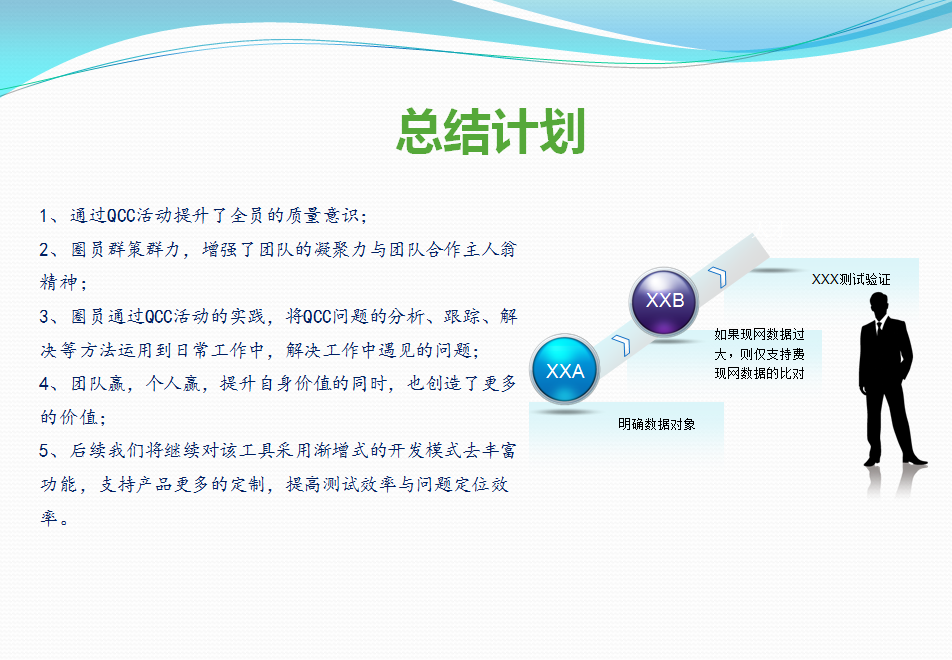 总结计划
1、通过QCC活动提升了全员的质量意识；
2、圈员群策群力，增强了团队的凝聚力与团队合作主人翁
精神；
3、圈员通过QCC活动的实践，将QCC问题的分析、跟踪、解
决等方法运用到日常工作中，解决工作中遇见的问题；
4、团队赢，个人赢，提升自身价值的同时，也创造了更多
的价值；
5、后续我们将继续对该工具采用渐增式的开发模式去丰富
功能，支持产品更多的定制，提高测试效率与问题定位效
率。
XXA
明确数据对象
XXB
如果现网数据过
大，则仅支持费
现网数据的比对
XXX测试验证